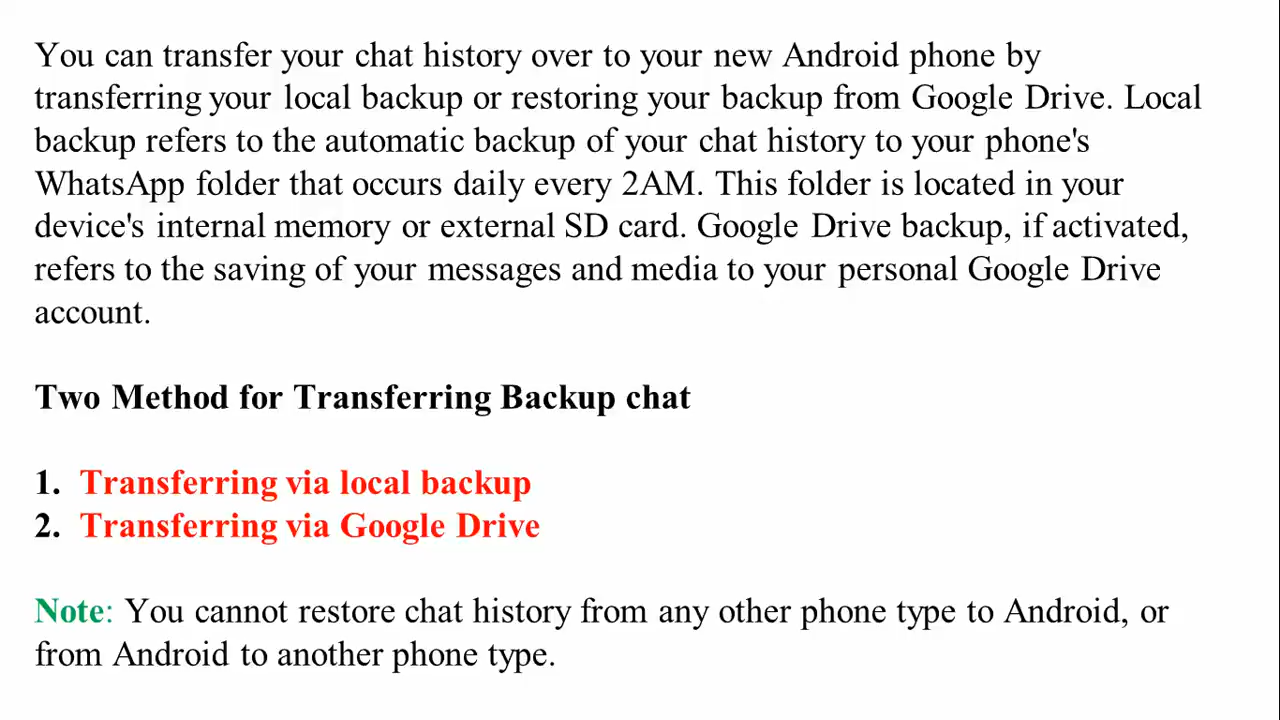 You can transfer your chat history over to your new Android phone by
transferring your local backup or restoring your backup from Google Drive. Local
backup refers to the automatic backup of your chat history to your phone's
WhatsApp folder that occurs daily every 2AM. This folder is located in your
device's internal memory or external SD card. Google Drive backup, if activated,
refers to the saving of your messages and media to your personal Google Drive
account.
Two Method for Transferring Backup chat
1. Transferring via local backup
2. Transferring via Google Drive
Note: You cannot restore chat history from any other phone type to Android, or
from Android to another phone type.